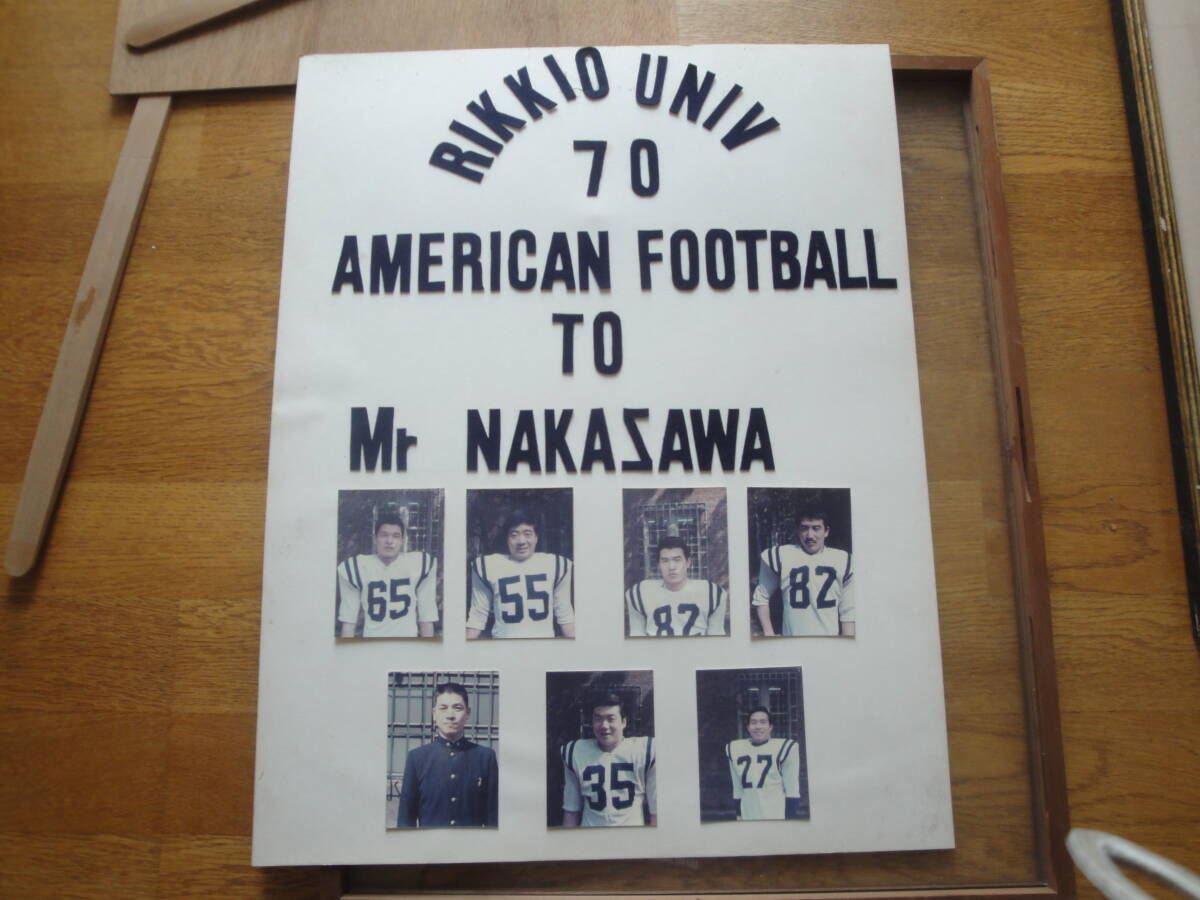 RIKKIO UNIV
70
AMERICAN FOOTBALL
TO
Mr NAKAZAWA
65 55 82 82
35 27